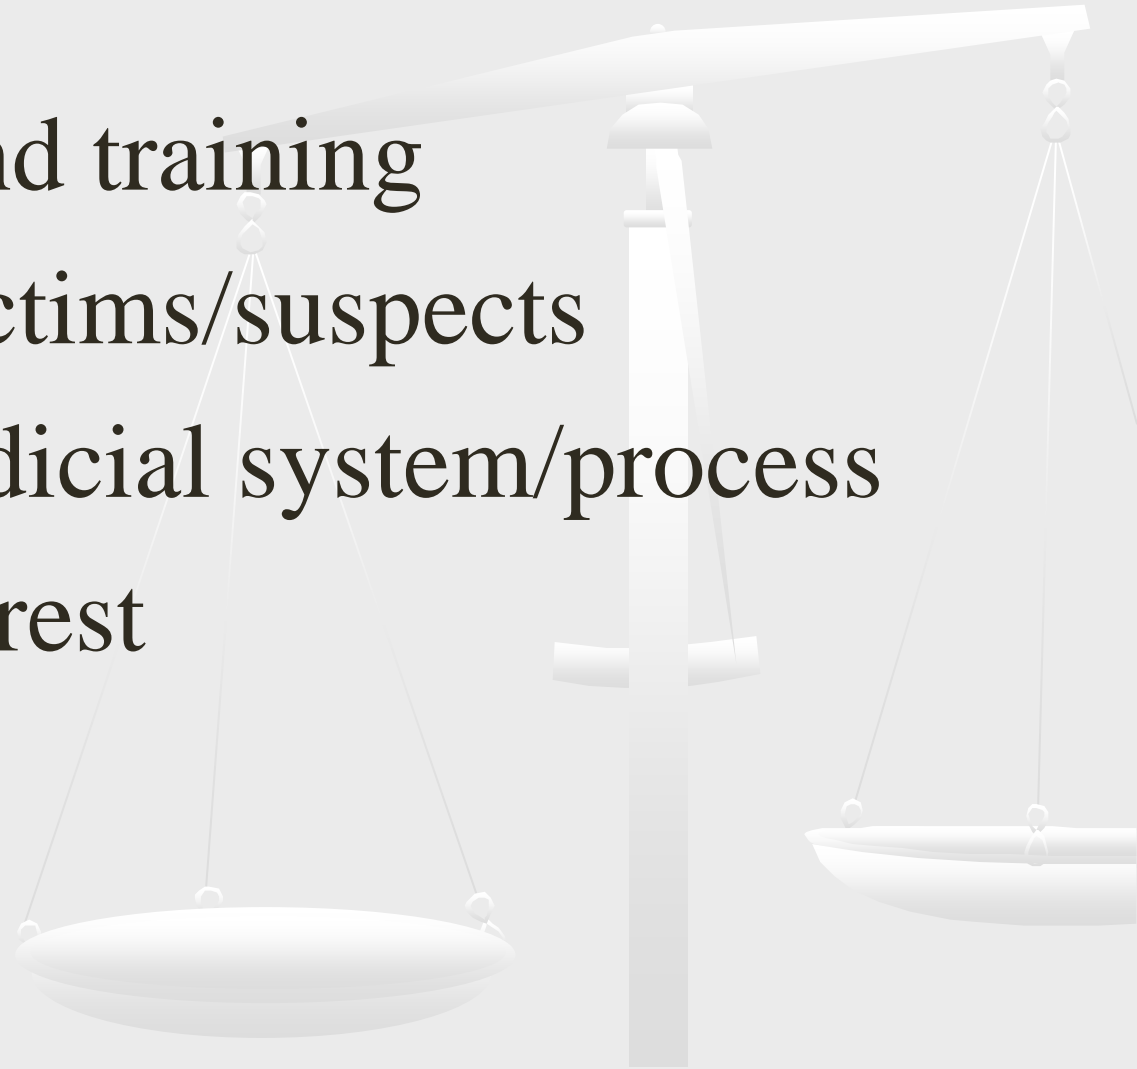 nd training
ctims/suspects
dicial system/process
rest